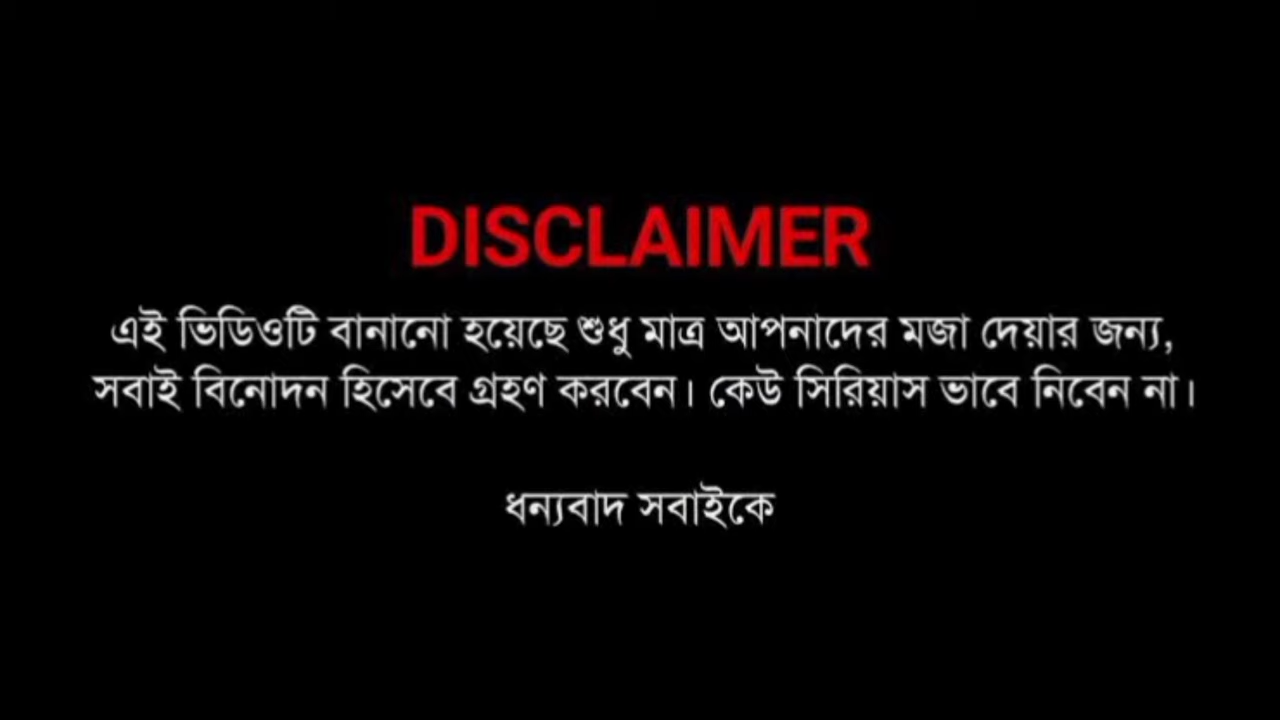 DISCLAIMER
এই ভিডিওটি বানানো হয়েছে শুধু মাত্র আপনাদের মজা দেয়ার জন্য,
সবাই বিনোদন হিসেবে গ্রহণ করবেন। কেউ সিরিয়াস ভাবে নিবেন না।
ধন্যবাদ সবাইকে